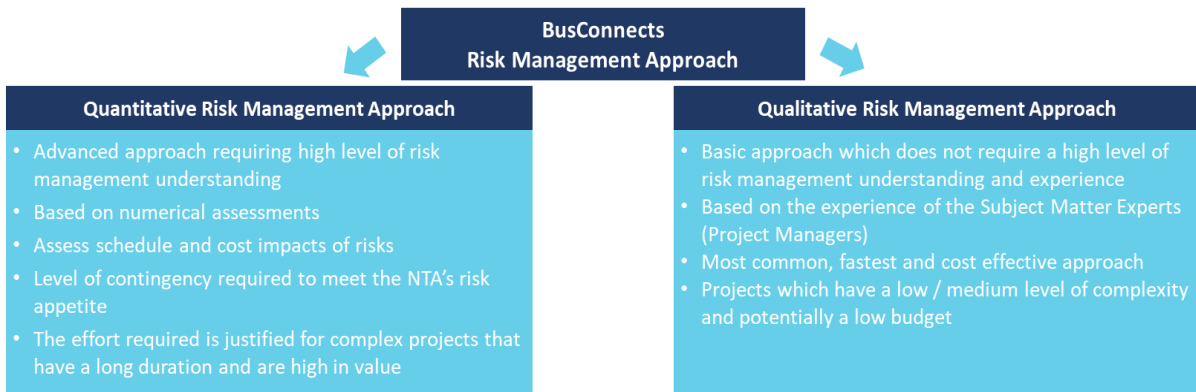 BusConnects
Risk Management Approach
Quantitative Risk Management Approach
• Advanced approach requiring high level of risk
management understanding
• Based on numerical assessments
• Assess schedule and cost impacts of risks
• Level of contingency required to meet the NTA's risk
appetite
• The effort required is justified for complex projects that
have a long duration and are high in value
Qualitative Risk Management Approach
• Basic approach which does not require a high level of
risk management understanding and experience
• Based on the experience of the Subject Matter Experts
(Project Managers)
• Most common, fastest and cost effective approach
• Projects which have a low / medium level of complexity
and potentially a low budget